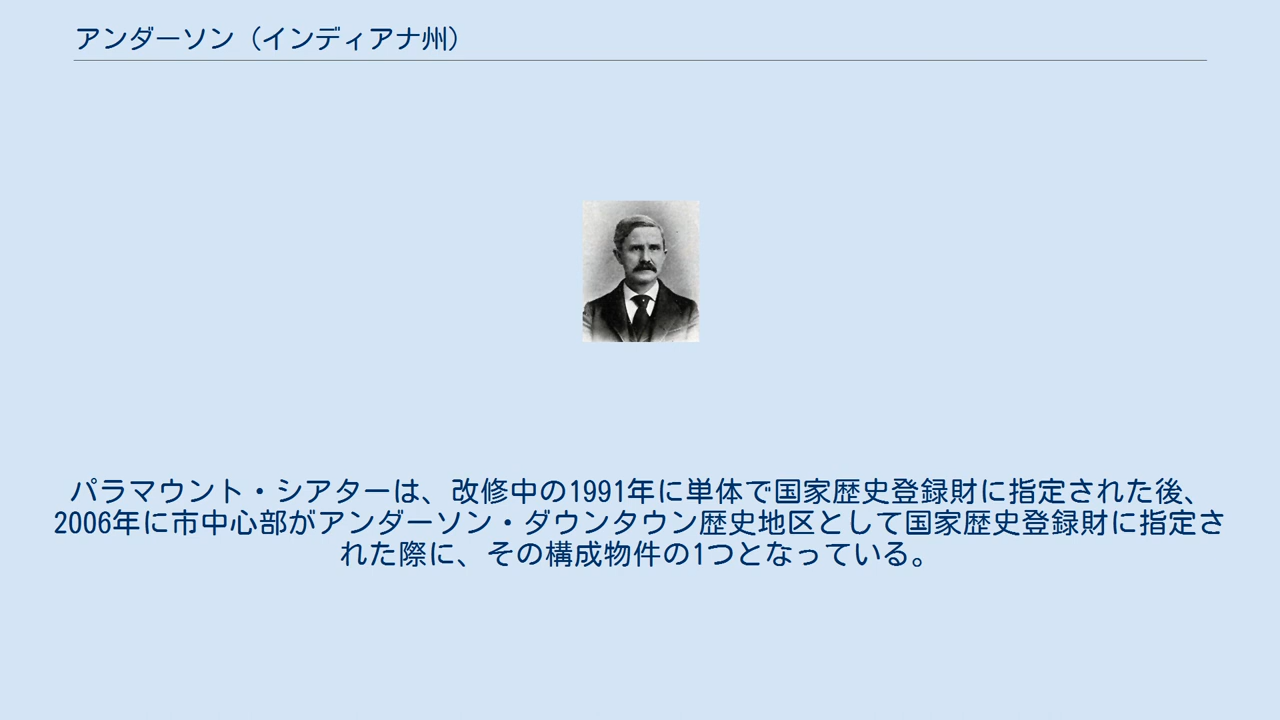 アンダーソン（インディアナ州）
パラマウント・シアターは、改修中の1991年に単体で国家歴史登録財に指定された後、
2006年に市中心部がアンダーソン・ダウンタウン歴史地区として国家歴史登録財に指定さ
れた際に、その構成物件の1つとなっている。